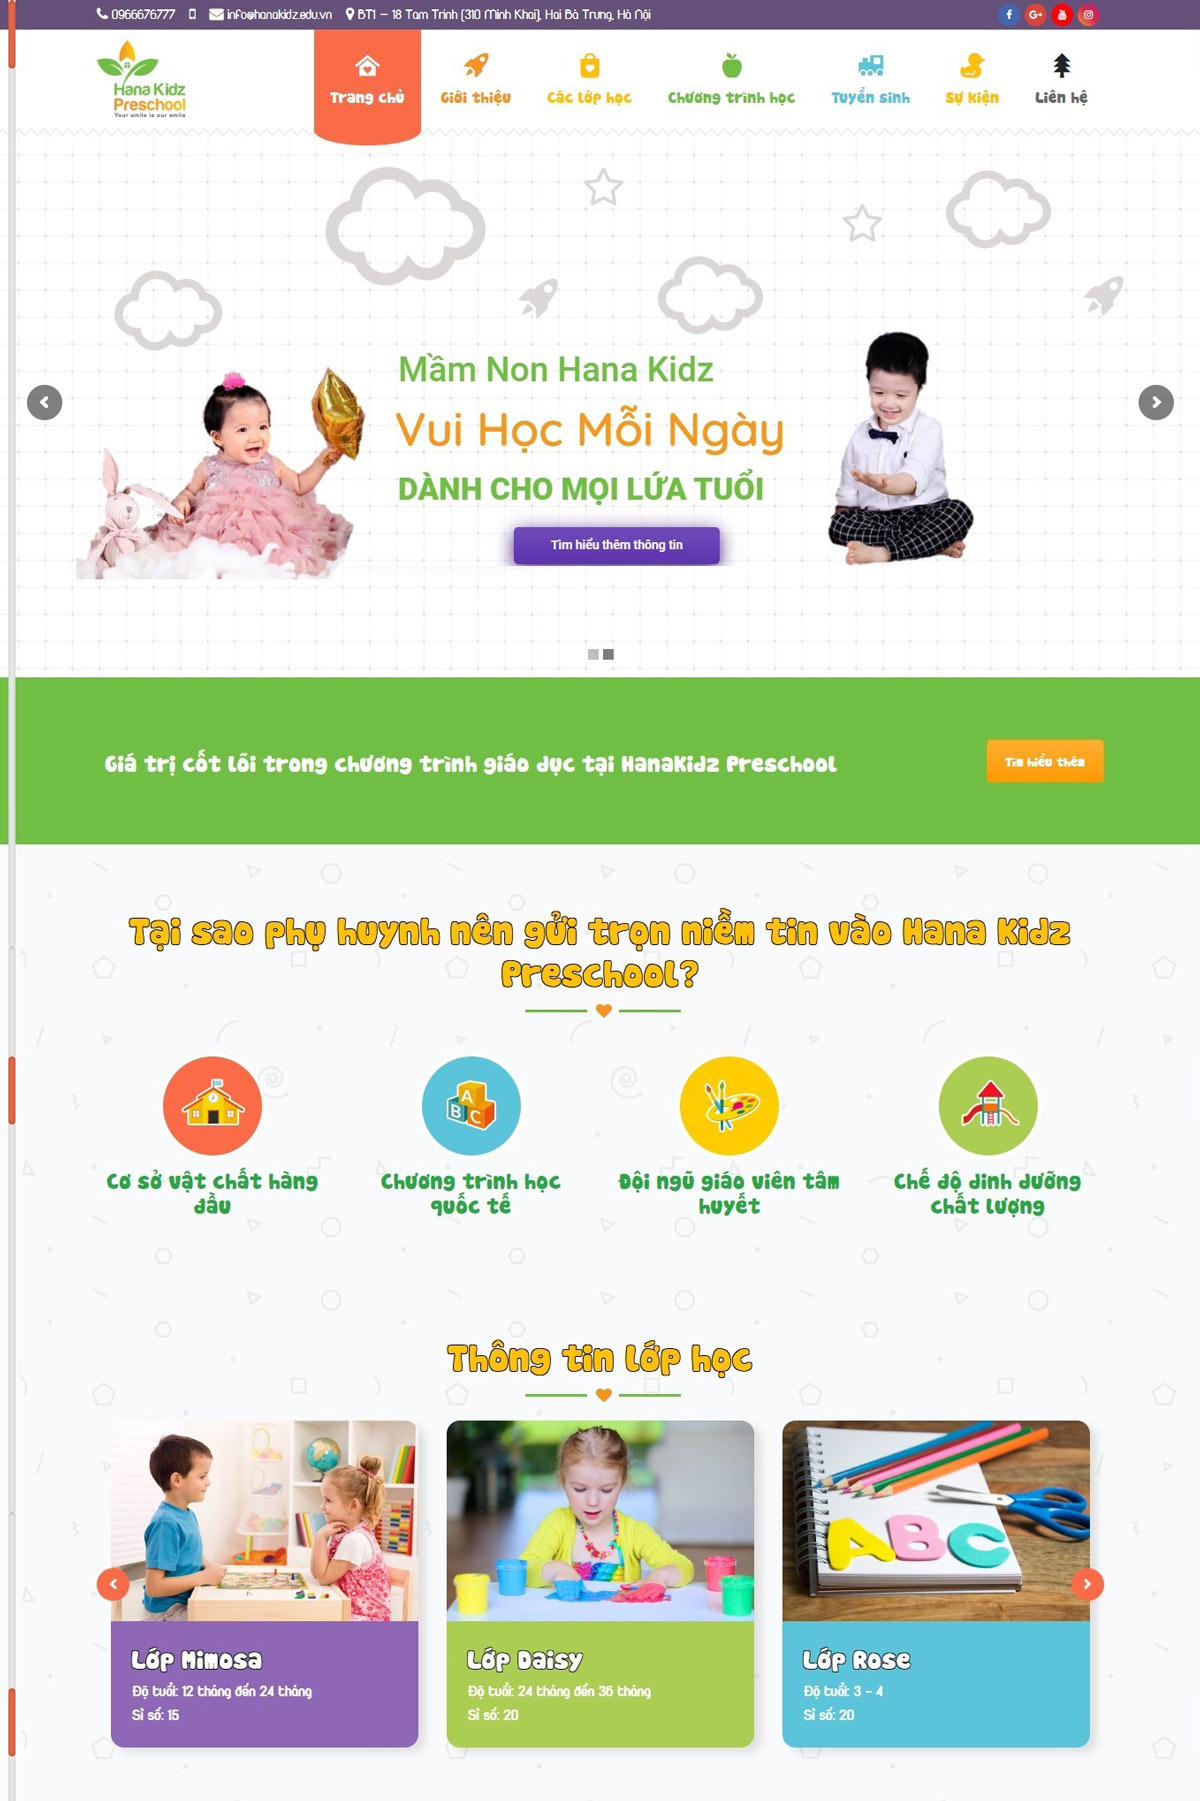 0966676777 info@hanakidz.edu.vn BT1 – 18 Tam Trinh (310 Minh Khai), Hai Bà Trưng, Hà Nội
Hana Kidz
Preschool
Your smile is our smile
Trang chủ Giới thiệu Các lớp học Chương trình học Tuyển sinh Sự kiện Liên hệ
Mầm Non Hana Kidz
Vui Học Mỗi Ngày
DÀNH CHO MỌI LỨA TUỔI
Tìm hiểu thêm thông tin
Giá trị cốt lõi trong chương trình giáo dục tại HanaKidz Preschool
Tìm hiểu thêm
Tại sao phụ huynh nên gửi trọn niềm tin vào Hana Kidz
Preschool?
Cơ sở vật chất hàng
đầu
Chương trình học
quốc tế
Đội ngũ giáo viên tâm
huyết
Chế độ dinh dưỡng
chất lượng
Thông tin lớp học
Lớp Mimosa
Độ tuổi: 12 tháng đến 24 tháng
Sỉ số: 15
Lớp Daisy
Độ tuổi: 24 tháng đến 36 tháng
Sỉ số: 20
ABC
Lớp Rose
Độ tuổi: 3 – 4
Sỉ số: 20